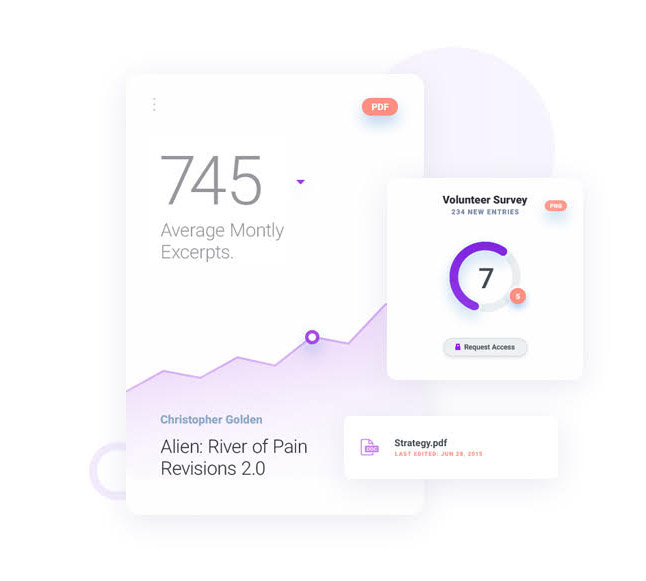 PDF
745
Average Montly
Excerpts.
Volunteer Survey
234 NEW ENTRIES
PNG
7
5
Request Access
Christopher Golden
Alien: River of Pain
Revisions 2.0
DOC
Strategy.pdf
LAST EDITED: JUN 28, 2015